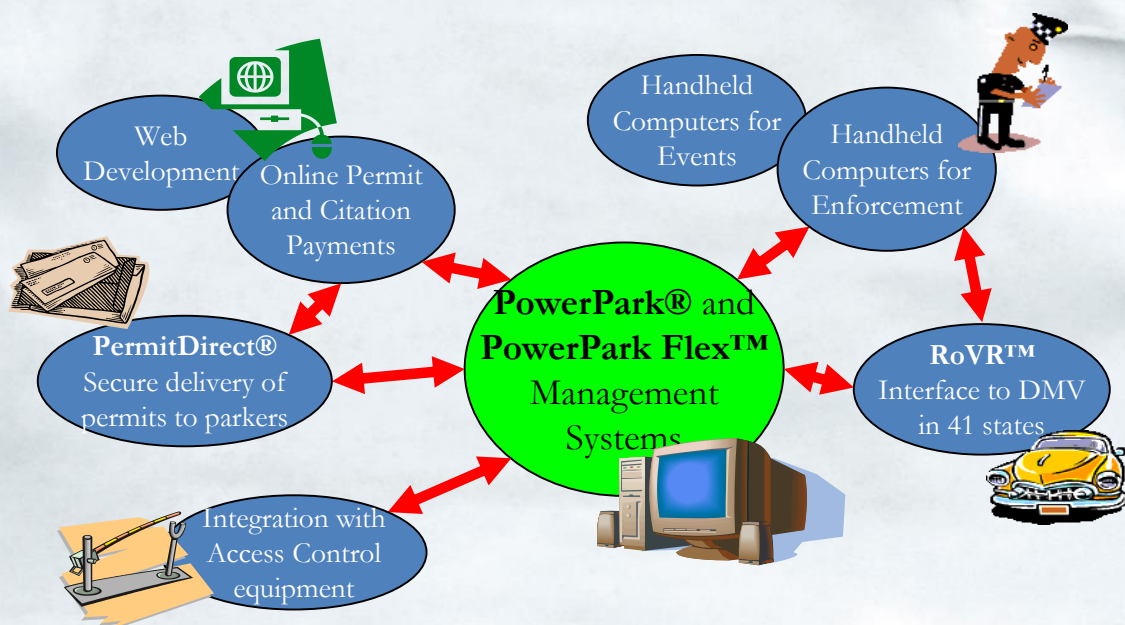 Web
Development
Online Permit
and Citation
Payments
Handheld
Computers for
Events
Handheld
Computers for
Enforcement
PermitDirect®
Secure delivery of
permits to parkers
PowerPark® and
PowerPark Flex™
Management
Systems
RoVR™
Interface to DMV
in 41 states
Integration with
Access Control
equipment